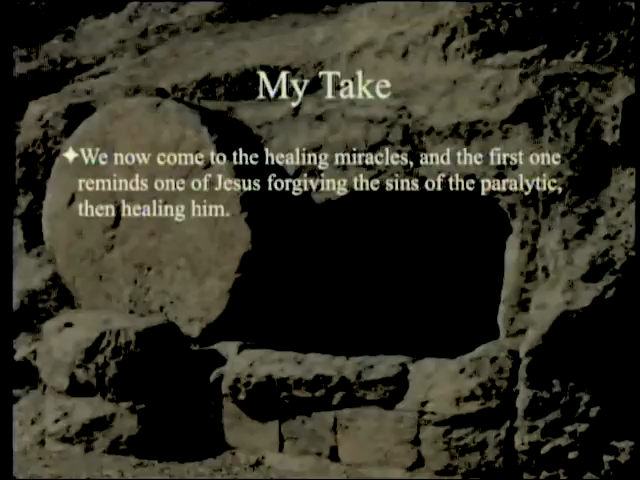 My Take
✦We now come to the healing miracles, and the first one
reminds one of Jesus forgiving the sins of the paralytic,
then healing him.